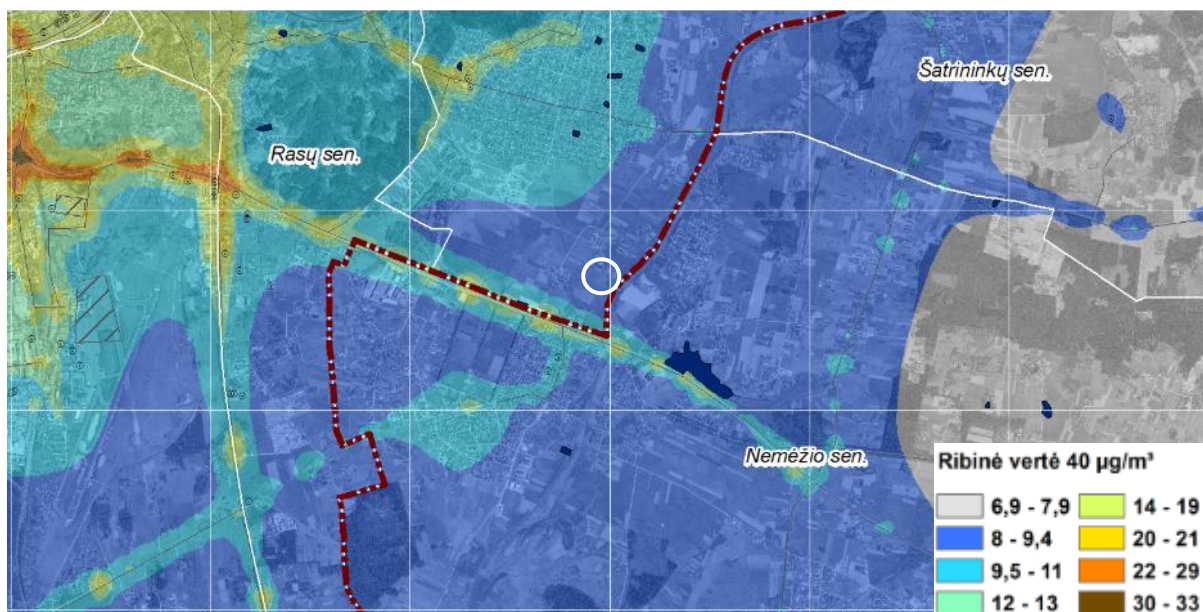 Šatrininkų sen.
Rasų sen.
Nemėžio sen.
Ribinė vertė 40 µg/m³
6,9 - 7,9
14 - 19
8 - 9,4
20 - 21
9,5 - 11
22 - 29
12 - 13
30 - 33